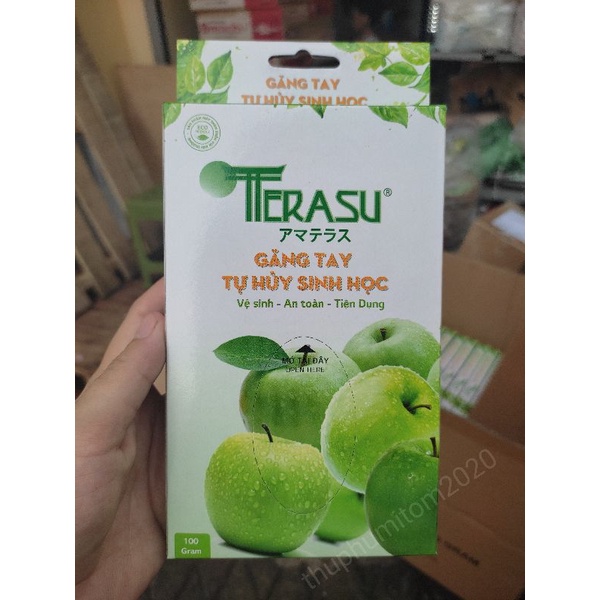 GĂNG TAY
TỰ HỦY SINH HỌC
ECO
TERASU®
アマテラス
GĂNG TAY
TỰ HỦY SINH HỌC
Vệ sinh - An toàn - Tiện Dụng
MỞ TẠI ĐÂY
OPEN HERE
100
Gram
thuphumitom2020